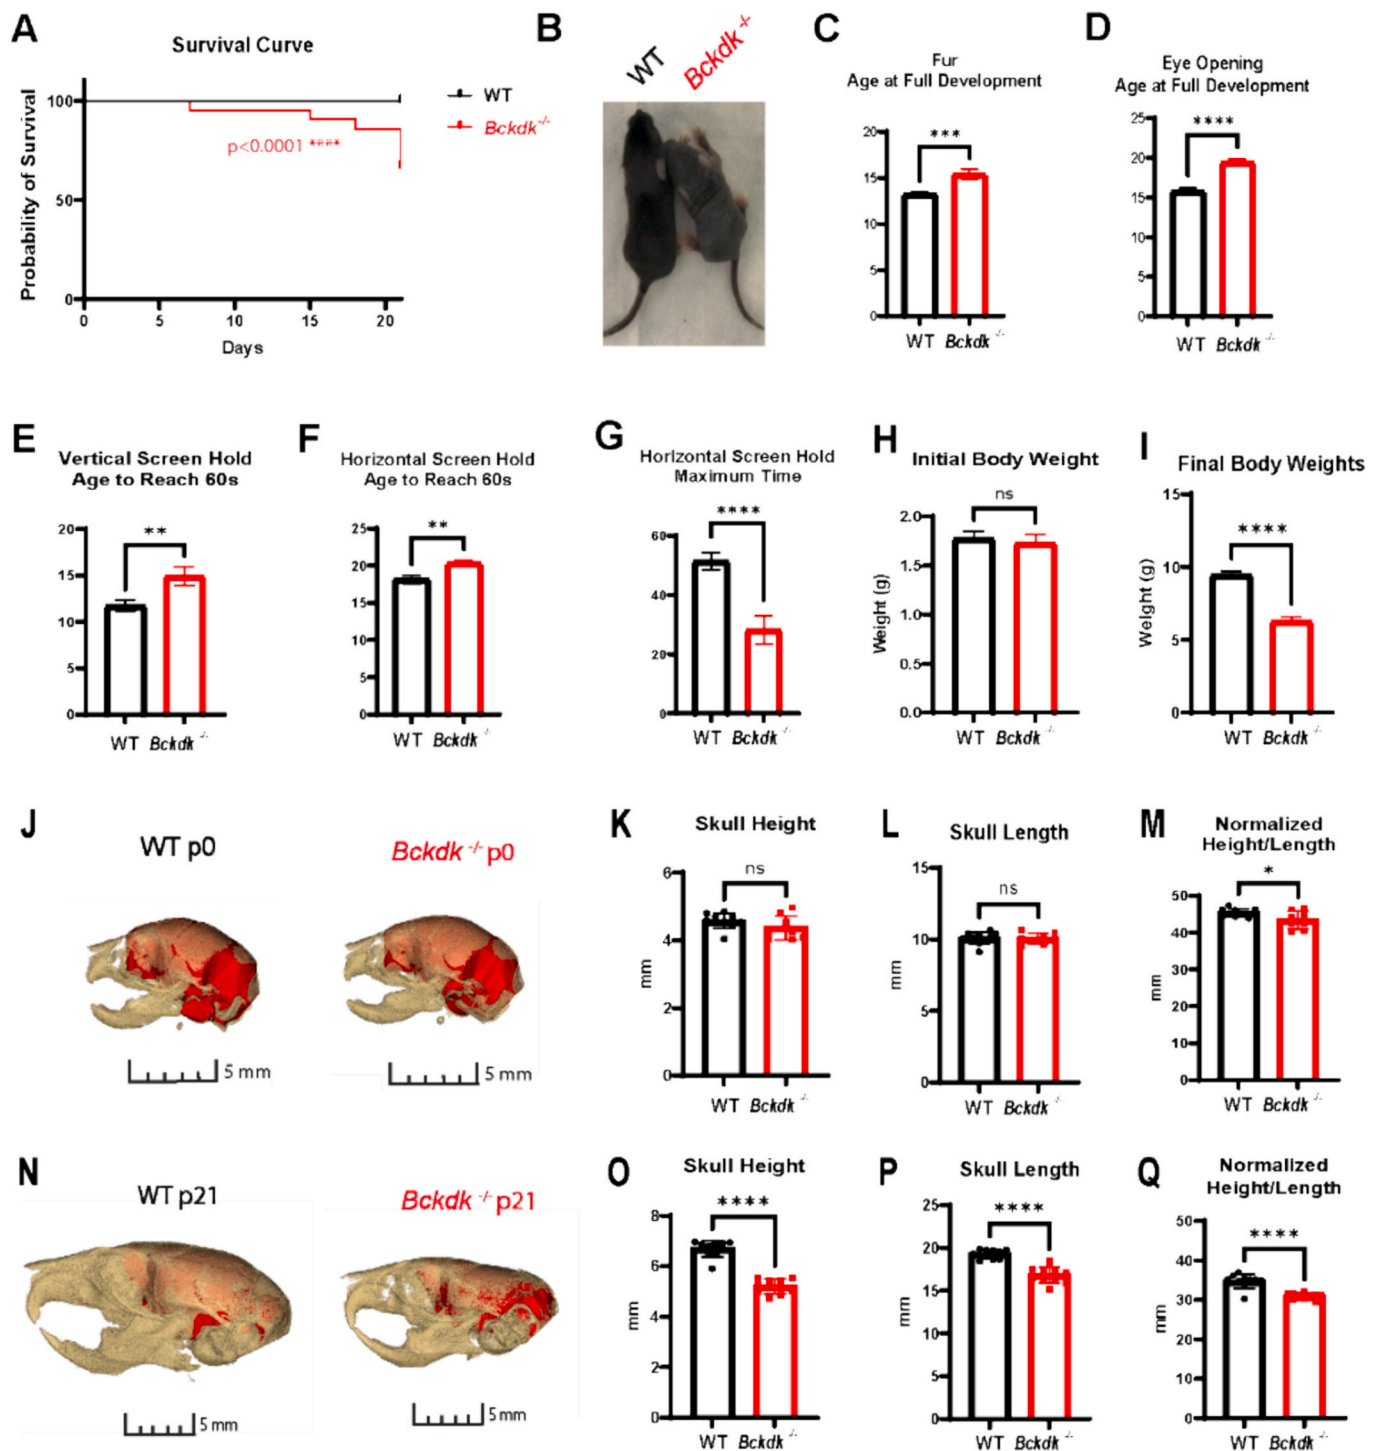 A
Survival Curve
Probability of Survival
100
50
0
0 5 10 15 20
Days
WT
Bckdk-/-
p<0.0001 ****
B
WT
Bckdk-/-
C
Fur
Age at Full Development
***
20
15
10
5
0
WT Bckdk -/-
D
Eye Opening
Age at Full Development
****
25
20
15
10
5
0
WT Bckdk -/-
E
Vertical Screen Hold
Age to Reach 60s
**
20
15
10
5
0
WT Bckdk -/-
F
Horizontal Screen Hold
Age to Reach 60s
**
25
20
15
10
5
0
WT Bckdk -/-
G
Horizontal Screen Hold
Maximum Time
****
60
40
20
0
WT Bckdk -/-
H
Initial Body Weight
ns
Weight (g)
2.0
1.5
1.0
0.5
0.0
WT Bckdk -/-
I
Final Body Weights
****
Weight (g)
15
10
5
0
WT Bckdk -/-
J
WT p0
Bckdk -/- p0
5 mm
5 mm
K
Skull Height
ns
mm
6
4
2
0
WT Bckdk -/-
L
Skull Length
ns
mm
15
10
5
0
WT Bckdk -/-
M
Normalized
Height/Length
*
mm
50
40
30
20
10
0
WT Bckdk -/-
N
WT p21
Bckdk -/- p21
5 mm
5 mm
O
Skull Height
****
mm
8
6
4
2
0
WT Bckdk -/-
P
Skull Length
****
mm
25
20
15
10
5
0
WT Bckdk -/-
Q
Normalized
Height/Length
****
mm
50
40
30
20
10
0
WT Bckdk -/-